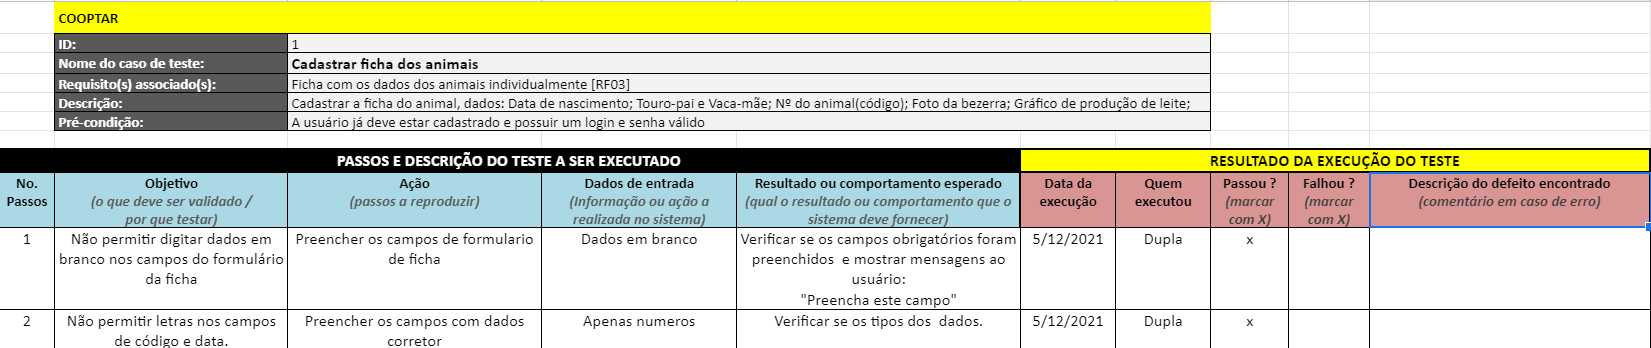 COOPTAR
ID: 1
Nome do caso de teste: Cadastrar ficha dos animais
Requisito(s) associado(s): Ficha com os dados dos animais individualmente [RF03]
Descrição: Cadastrar a ficha do animal, dados: Data de nascimento; Touro-pai e Vaca-mãe; Nº do animal(código); Foto da bezerra; Gráfico de produção de leite;
Pré-condição: A usuário já deve estar cadastrado e possuir um login e senha válido
PASSOS E DESCRIÇÃO DO TESTE A SER EXECUTADO
RESULTADO DA EXECUÇÃO DO TESTE
No.
Passos
Objetivo
(o que deve ser validado /
por que testar)
Ação
(passos a reproduzir)
Dados de entrada
(Informação ou ação a
realizada no sistema)
Resultado ou comportamento esperado
(qual o resultado ou comportamento que o
sistema deve fornecer)
Data da
execução
Quem
executou
Passou ?
(marcar
com X)
Falhou ?
(marcar
com X)
Descrição do defeito encontrado
(comentário em caso de erro)
1
Não permitir digitar dados em
branco nos campos do formulário
da ficha
Preencher os campos de formulario
de ficha
Dados em branco
Verificar se os campos obrigatórios foram
preenchidos e mostrar mensagens ao
usuário:
"Preencha este campo"
5/12/2021
Dupla
x
2
Não permitir letras nos campos
de código e data.
Preencher os campos com dados
corretor
Apenas numeros
Verificar se os tipos dos dados.
5/12/2021
Dupla
x